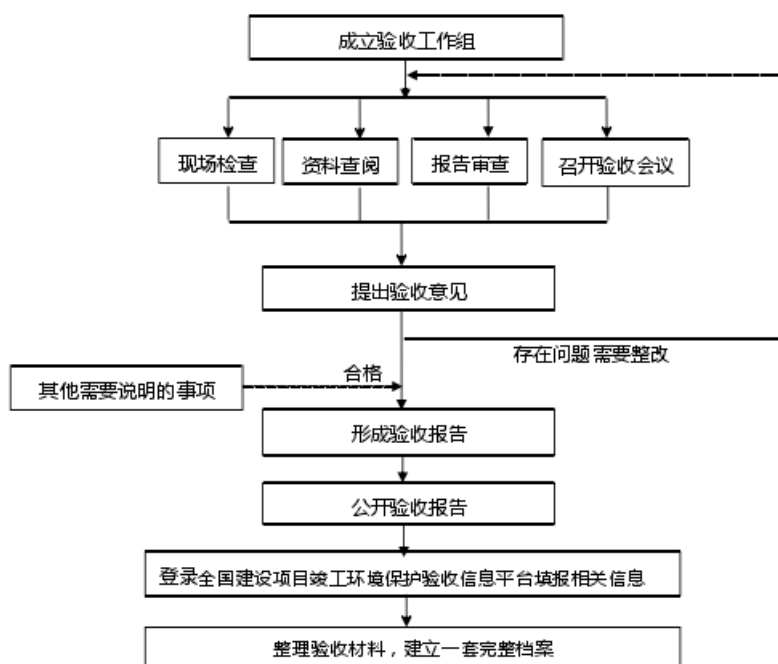 成立验收工作组
现场检查
资料查阅
报告审查
召开验收会议
提出验收意见
存在问题需要整改
合格
其他需要说明的事项
形成验收报告
公开验收报告
登录全国建设项目竣工环境保护验收信息平台填报相关信息
整理验收材料，建立一套完整档案